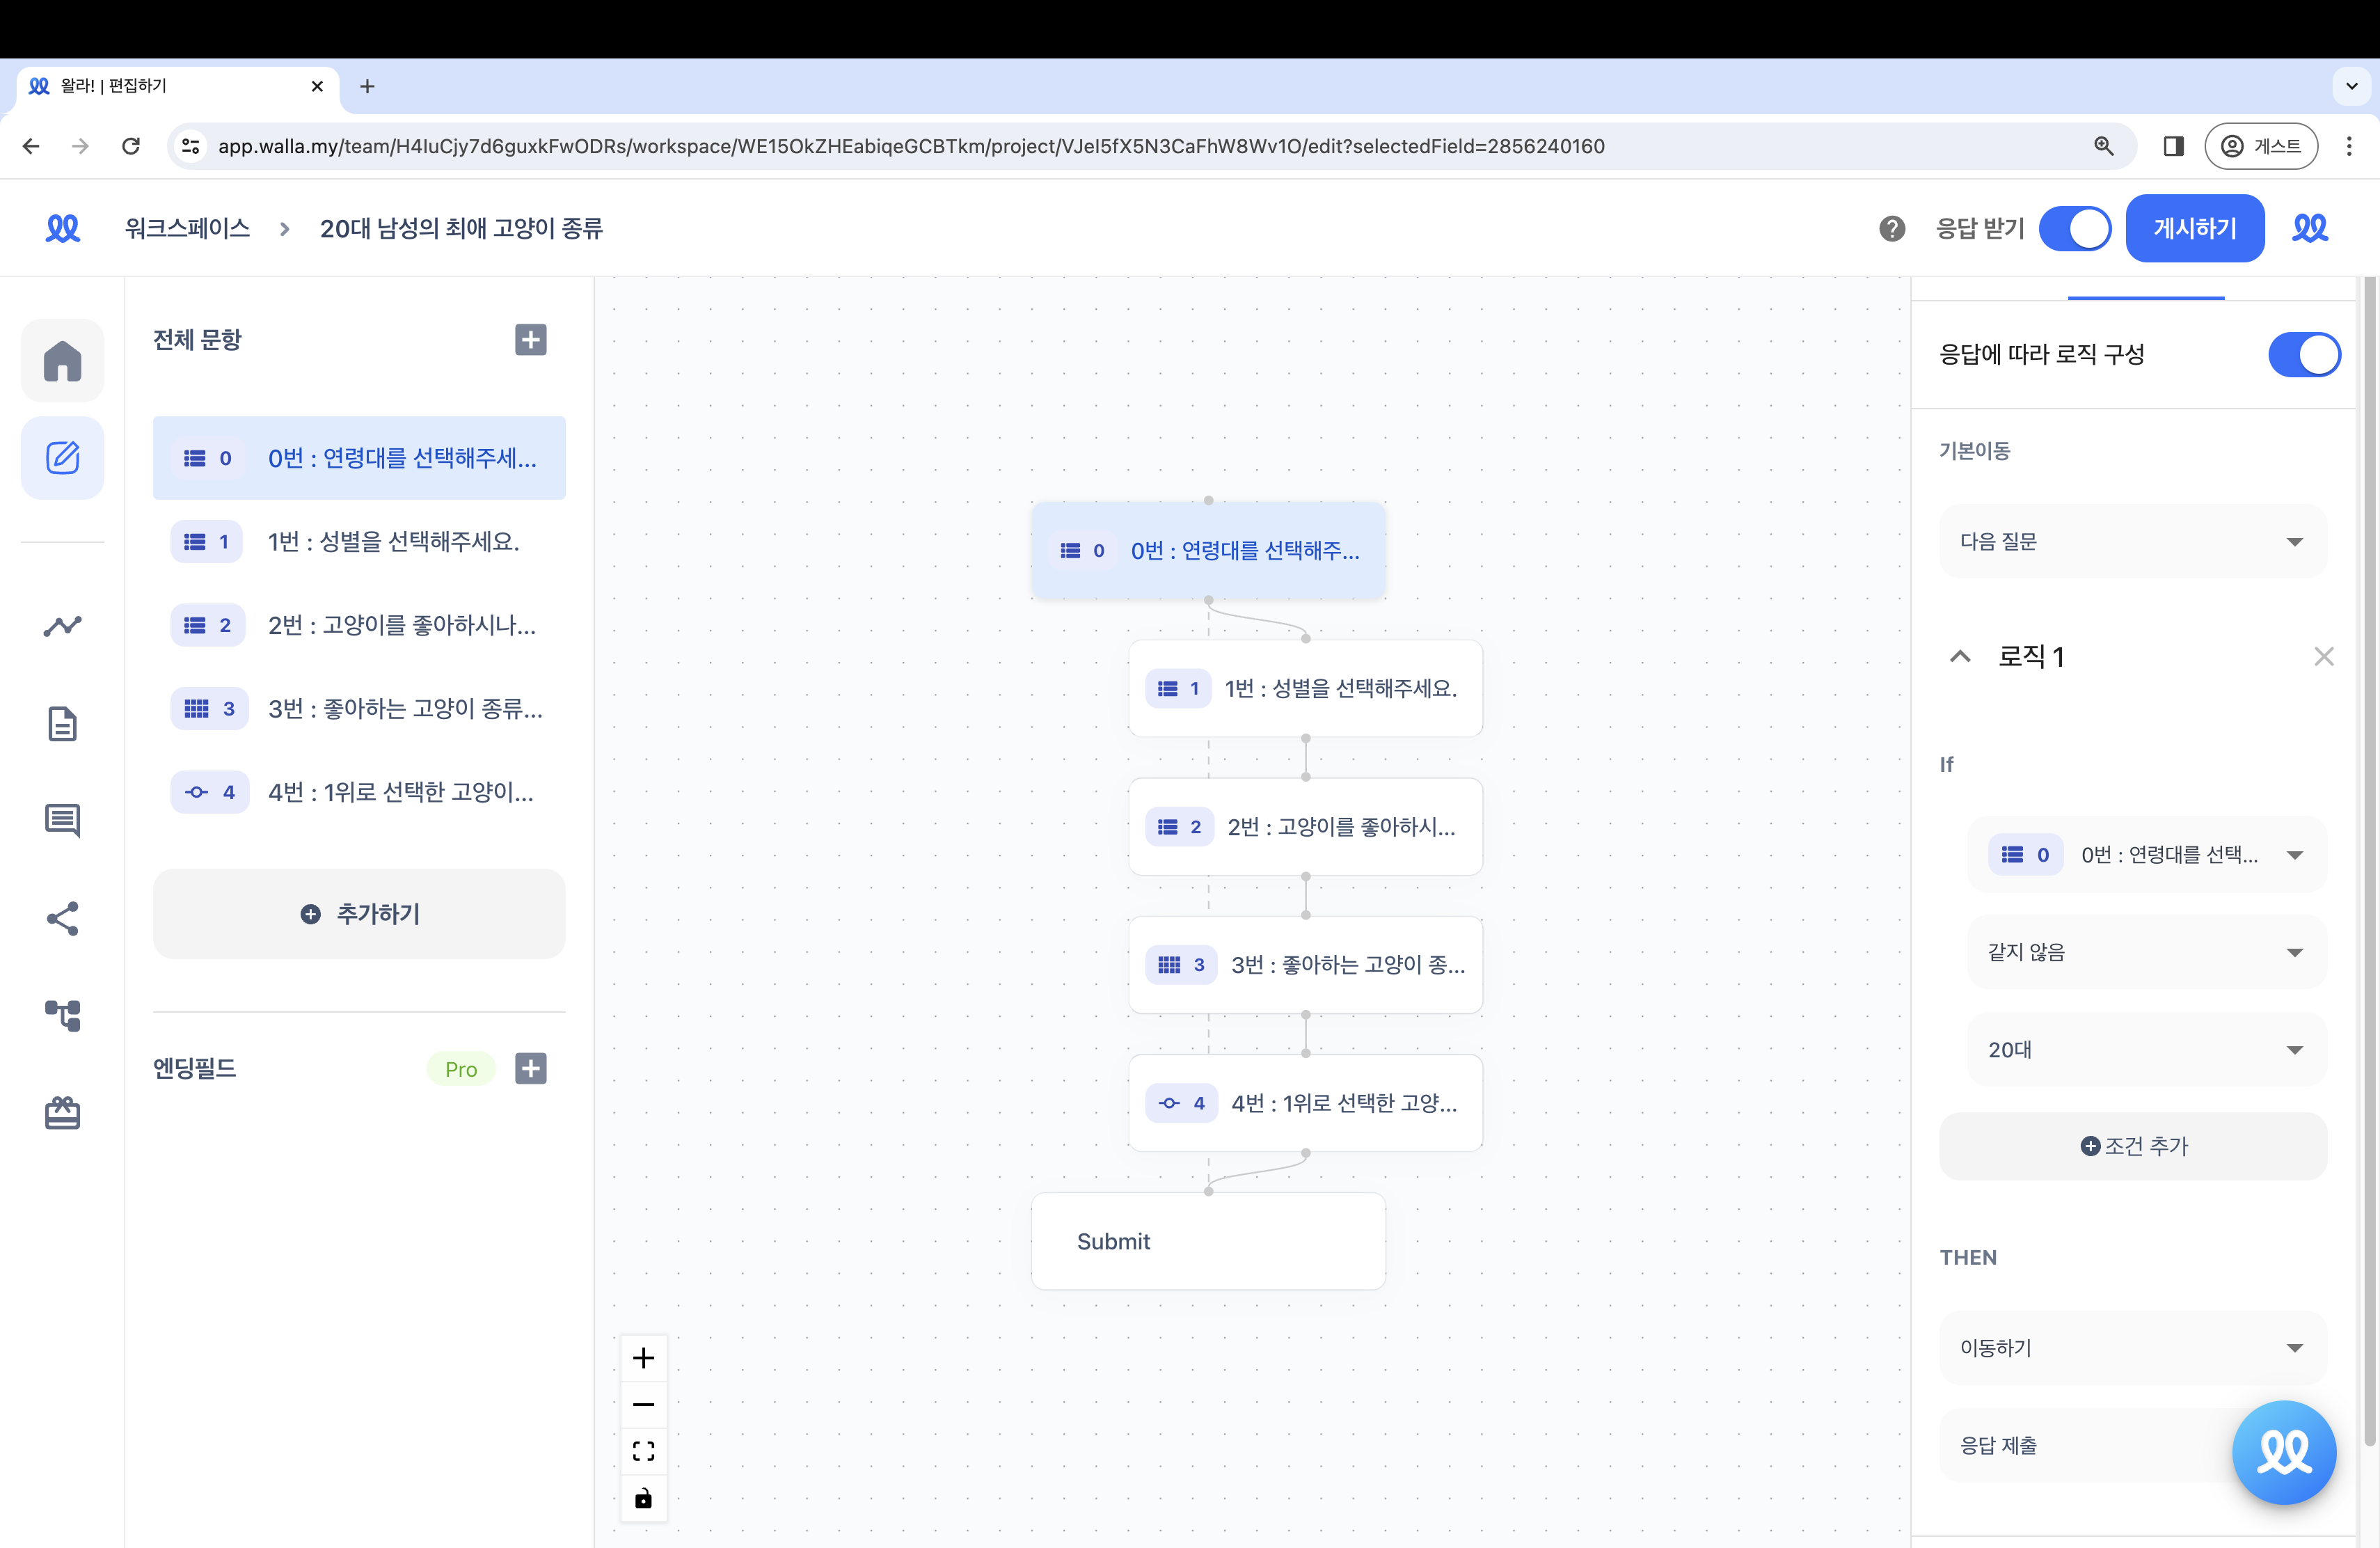 왈라! | 편집하기
app.walla.my/team/H4IuCjy7d6guxkFwODRs/workspace/WE15OkZHEabiqeGCBTkm/project/VJeI5fX5N3CaFhW8Wv1O/edit?selectedField=2856240160
게스트
워크스페이스
20대 남성의 최애 고양이 종류
응답 받기
게시하기
전체 문항
0 0번 : 연령대를 선택해주세...
1 1번 : 성별을 선택해주세요.
2 2번 : 고양이를 좋아하시나...
3 3번 : 좋아하는 고양이 종류...
4 4번 : 1위로 선택한 고양이...
추가하기
엔딩필드 Pro
0 0번 : 연령대를 선택해주...
1 1번 : 성별을 선택해주세요.
2 2번 : 고양이를 좋아하시...
3 3번 : 좋아하는 고양이 종...
4 4번 : 1위로 선택한 고양...
Submit
응답에 따라 로직 구성
기본이동
다음 질문
로직 1
If
0 0번 : 연령대를 선택...
같지 않음
20대
조건 추가
THEN
이동하기
응답 제출